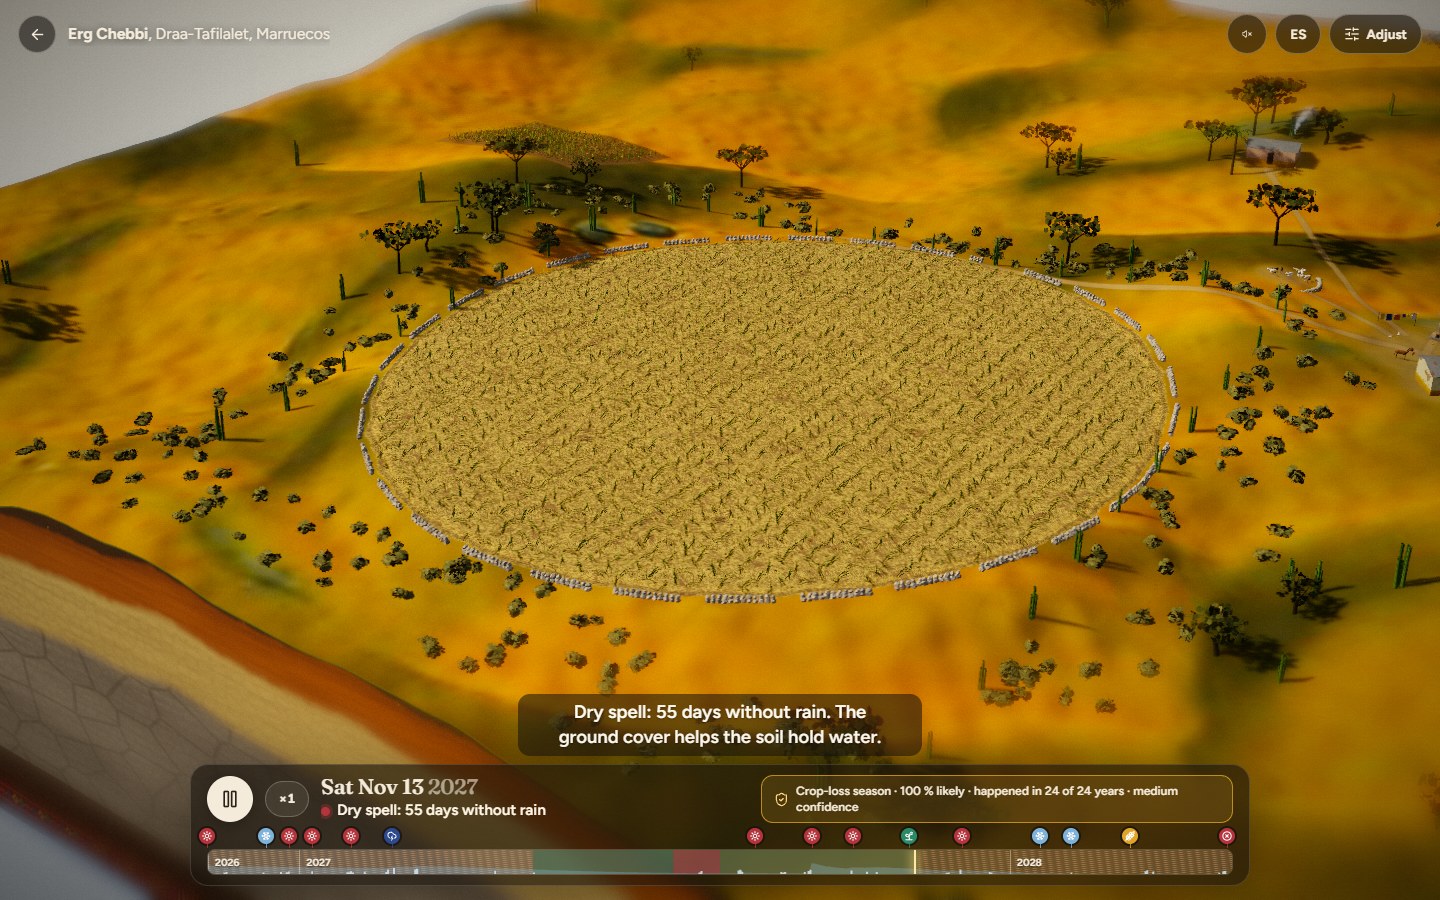 Erg Chebbi, Draa-Tafilalet, Marruecos
ES
Adjust
Dry spell: 55 days without rain. The
ground cover helps the soil hold water.
×1
Sat Nov 13 2027
Dry spell: 55 days without rain
Crop-loss season · 100 % likely · happened in 24 of 24 years · medium
confidence
2026
2027
2028